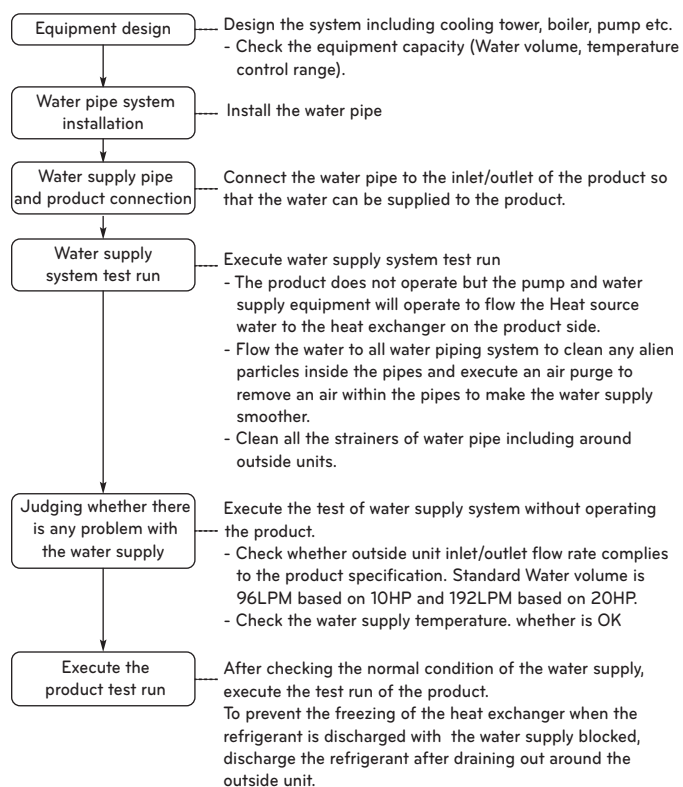 Equipment design
Design the system including cooling tower, boiler, pump etc.
- Check the equipment capacity (Water volume, temperature
control range).
Water pipe system
installation
Install the water pipe
Water supply pipe
and product connection
Connect the water pipe to the inlet/outlet of the product so
that the water can be supplied to the product.
Water supply
system test run
Execute water supply system test run
- The product does not operate but the pump and water
supply equipment will operate to flow the Heat source
water to the heat exchanger on the product side.
- Flow the water to all water piping system to clean any alien
particles inside the pipes and execute an air purge to
remove an air within the pipes to make the water supply
smoother.
- Clean all the strainers of water pipe including around
outside units.
Judging whether there
is any problem with
the water supply
Execute the test of water supply system without operating
the product.
- Check whether outside unit inlet/outlet flow rate complies
to the product specification. Standard Water volume is
96LPM based on 10HP and 192LPM based on 20HP.
- Check the water supply temperature. whether is OK
Execute the
product test run
After checking the normal condition of the water supply,
execute the test run of the product.
To prevent the freezing of the heat exchanger when the
refrigerant is discharged with the water supply blocked,
discharge the refrigerant after draining out around the
outside unit.